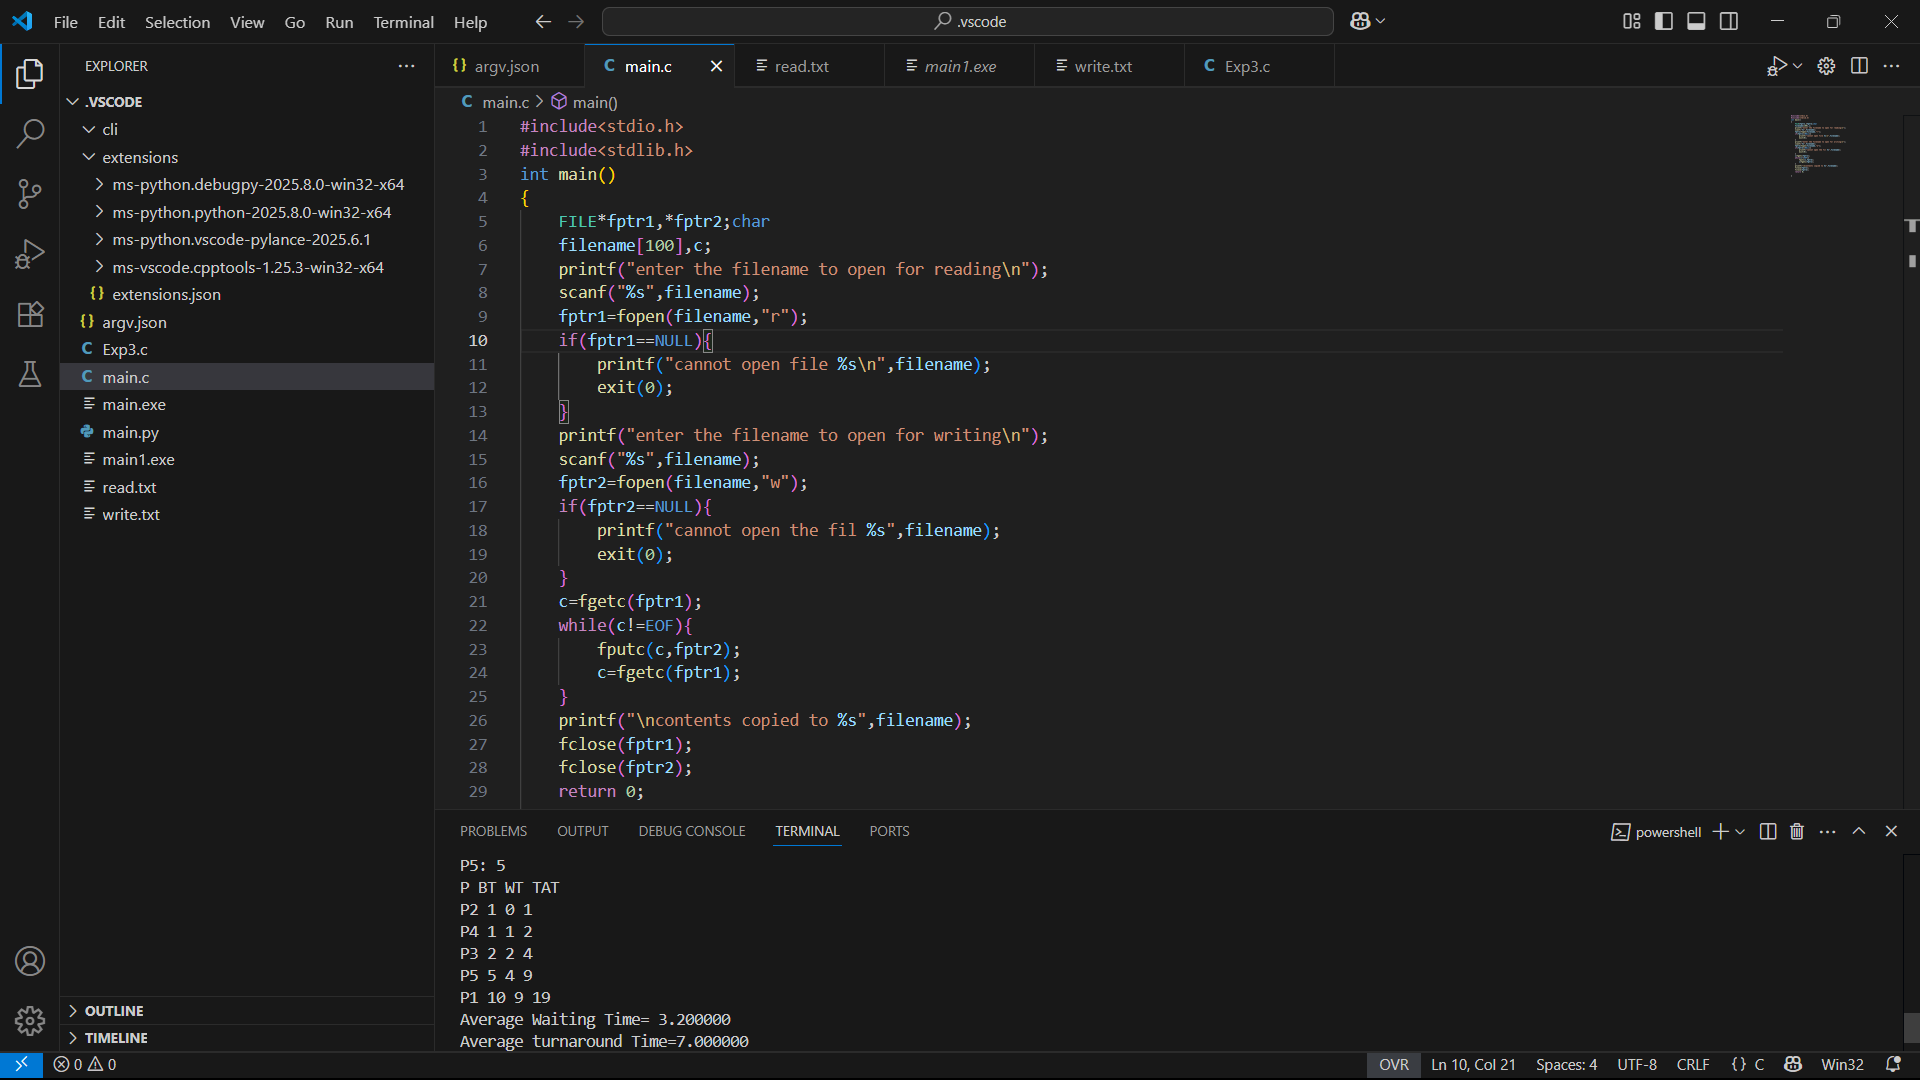 File Edit Selection View Go Run Terminal Help .vscode
EXPLORER
.VSCODE
cli
extensions
ms-python.debugpy-2025.8.0-win32-x64
ms-python.python-2025.8.0-win32-x64
ms-python.vscode-pylance-2025.6.1
ms-vscode.cpptools-1.25.3-win32-x64
{} extensions.json
{} argv.json
C Exp3.c
C main.c
main.exe
main.py
main1.exe
read.txt
write.txt
OUTLINE
TIMELINE
{} argv.json C main.c read.txt main1.exe write.txt C Exp3.c
C main.c > main()
1 #include<stdio.h>
2 #include<stdlib.h>
3 int main()
4 {
5 FILE*fptr1,*fptr2;char
6 filename[100],c;
7 printf("enter the filename to open for reading\n");
8 scanf("%s",filename);
9 fptr1=fopen(filename,"r");
10 if(fptr1==NULL){
11 printf("cannot open file %s\n",filename);
12 exit(0);
13 }
14 printf("enter the filename to open for writing\n");
15 scanf("%s",filename);
16 fptr2=fopen(filename,"w");
17 if(fptr2==NULL){
18 printf("cannot open the fil %s",filename);
19 exit(0);
20 }
21 c=fgetc(fptr1);
22 while(c!=EOF){
23 fputc(c,fptr2);
24 c=fgetc(fptr1);
25 }
26 printf("\ncontents copied to %s",filename);
27 fclose(fptr1);
28 fclose(fptr2);
29 return 0;
PROBLEMS OUTPUT DEBUG CONSOLE TERMINAL PORTS powershell
P5: 5
P BT WT TAT
P2 1 0 1
P4 1 1 2
P3 2 2 4
P5 5 4 9
P1 10 9 19
Average Waiting Time= 3.200000
Average turnaround Time=7.000000
0 0 OVR Ln 10, Col 21 Spaces: 4 UTF-8 CRLF {} C Win32